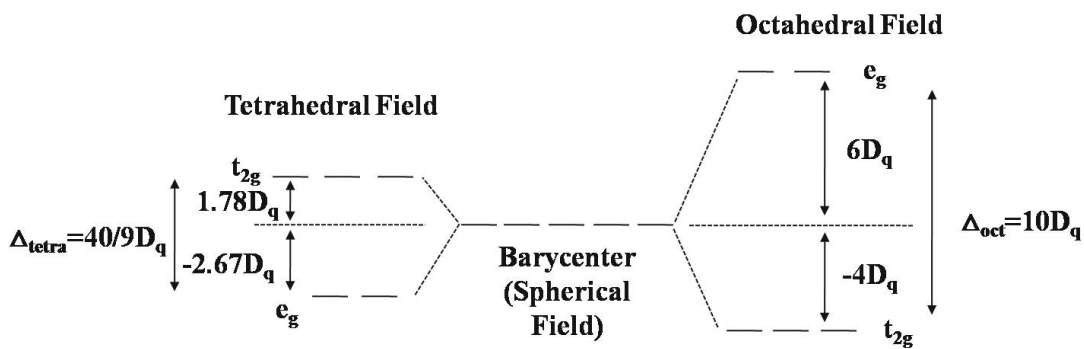 Octahedral Field
e_g
Tetrahedral Field
6D_q
t_2g
1.78D_q
Δ_tetra=40/9D_q
Δ_oct=10D_q
-2.67D_q
Barycenter
(Spherical
Field)
-4D_q
e_g
t_2g